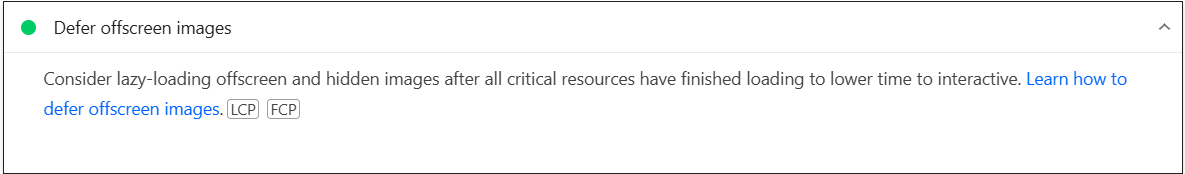 Defer offscreen images
Consider lazy-loading offscreen and hidden images after all critical resources have finished loading to lower time to interactive. Learn how to
defer offscreen images. LCP FCP